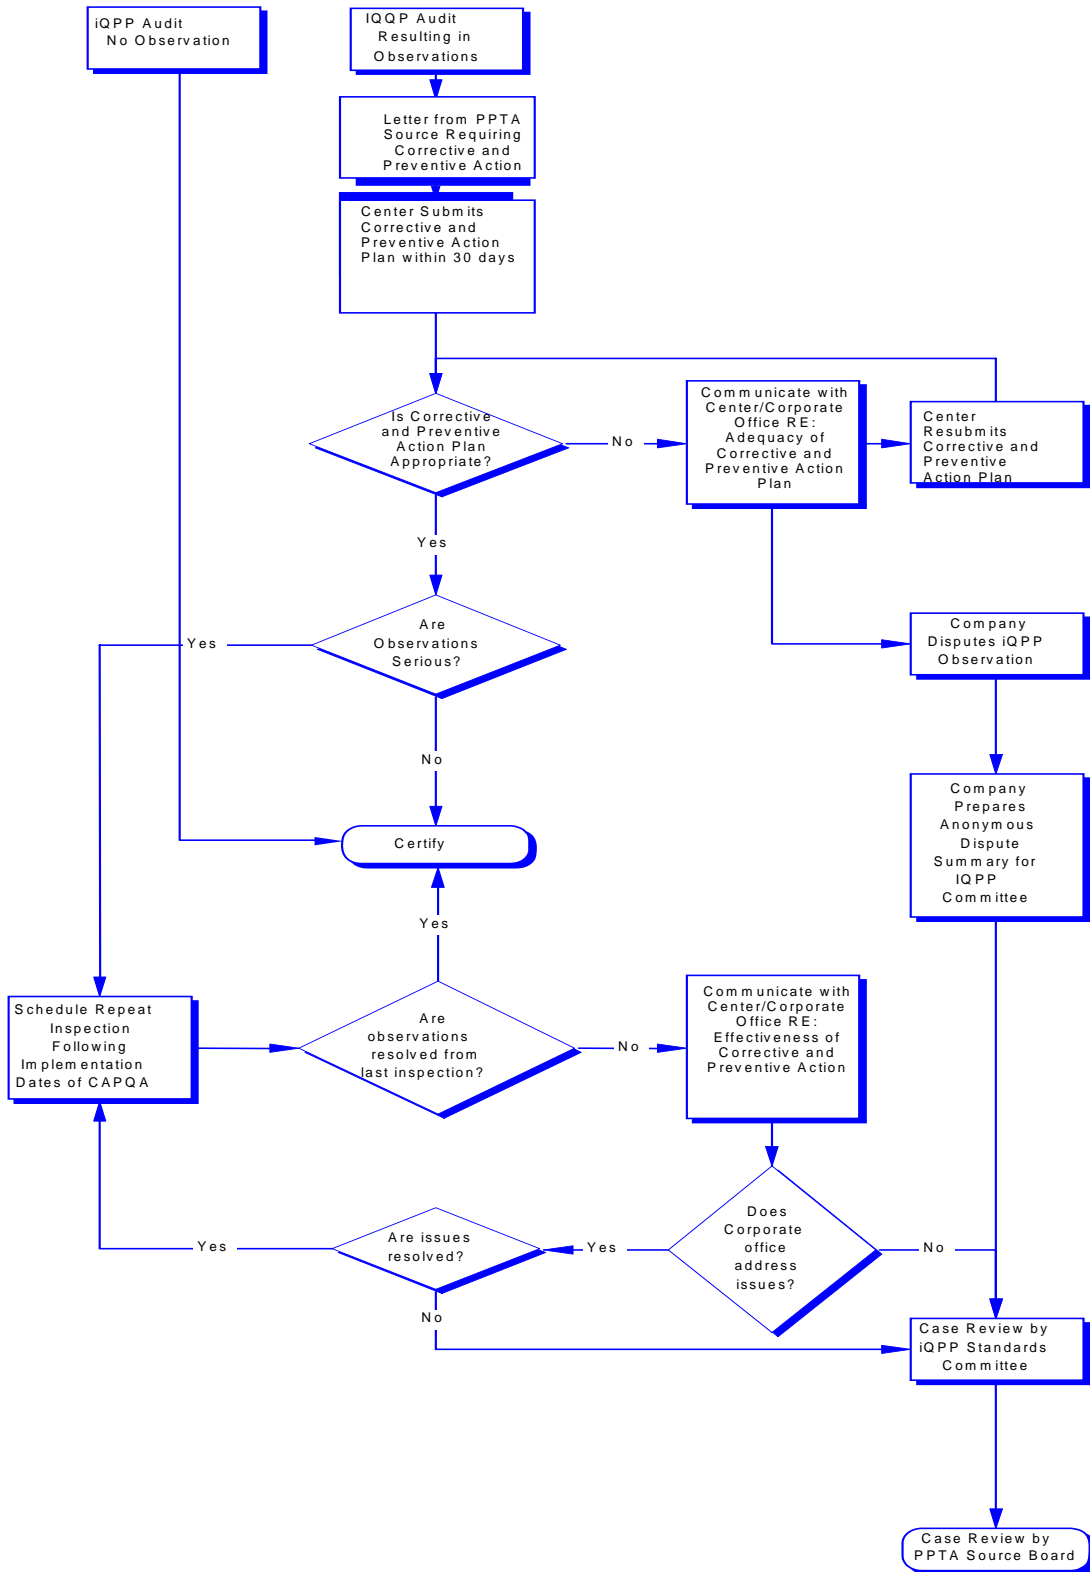 iQPP Audit
No Observation
IQQP Audit
Resulting in
Observations
Letter from PPTA
Source Requiring
Corrective and
Preventive Action
Center Submits
Corrective and
Preventive Action
Plan within 30 days
Is Corrective
and Preventive
Action Plan
Appropriate?
No
Communicate with
Center/Corporate
Office RE:
Adequacy of
Corrective and
Preventive Action
Plan
Center
Resubmits
Corrective and
Preventive
Action Plan
Yes
Are
Observations
Serious?
Yes
Company
Disputes iQPP
Observation
No
Certify
Company
Prepares
Anonymous
Dispute
Summary for
IQPP
Committee
Yes
Schedule Repeat
Inspection
Following
Implementation
Dates of CAPQA
Are
observations
resolved from
last inspection?
No
Communicate with
Center/Corporate
Office RE:
Effectiveness of
Corrective and
Preventive Action
Does
Corporate
office
address
issues?
Yes
Are issues
resolved?
Yes
No
No
Case Review by
iQPP Standards
Committee
Case Review by
PPTA Source Board